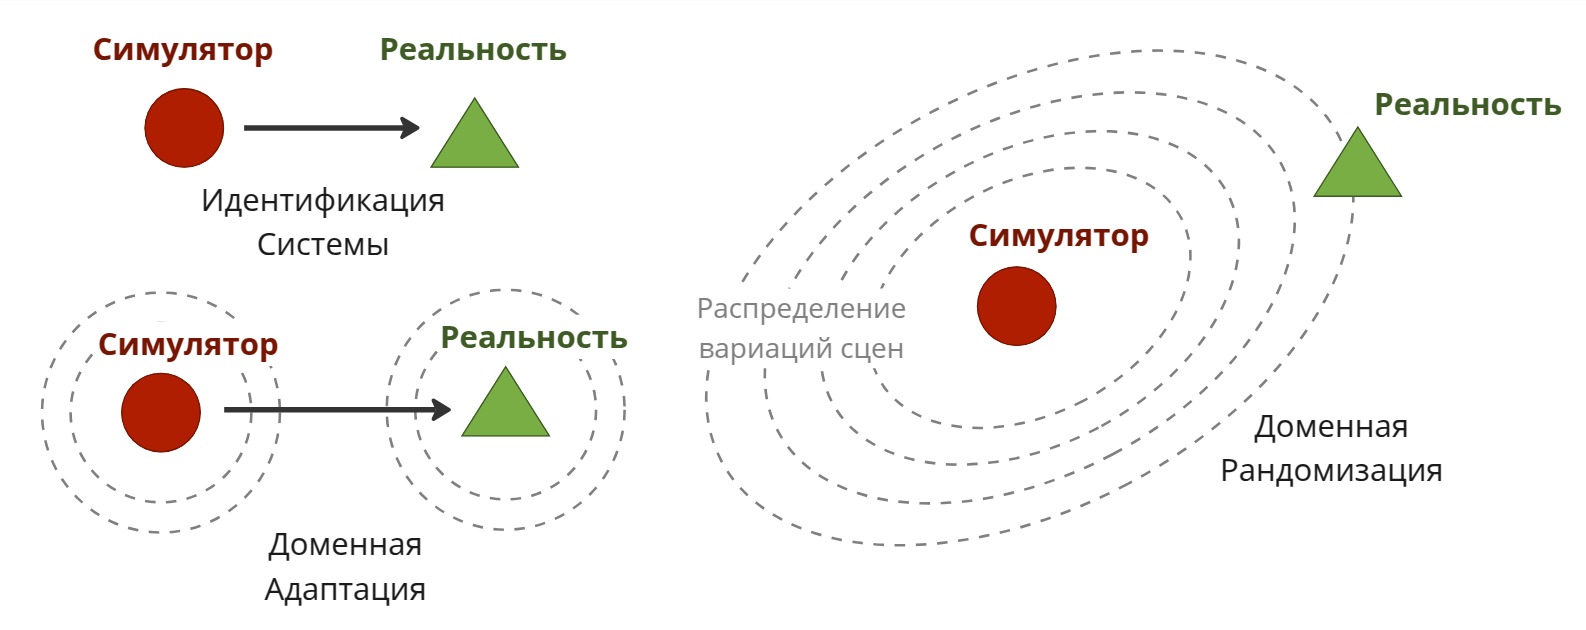 Симулятор
Реальность
Идентификация
Системы
Симулятор
Реальность
Доменная
Адаптация
Реальность
Симулятор
Распределение
вариаций сцен
Доменная
Рандомизация